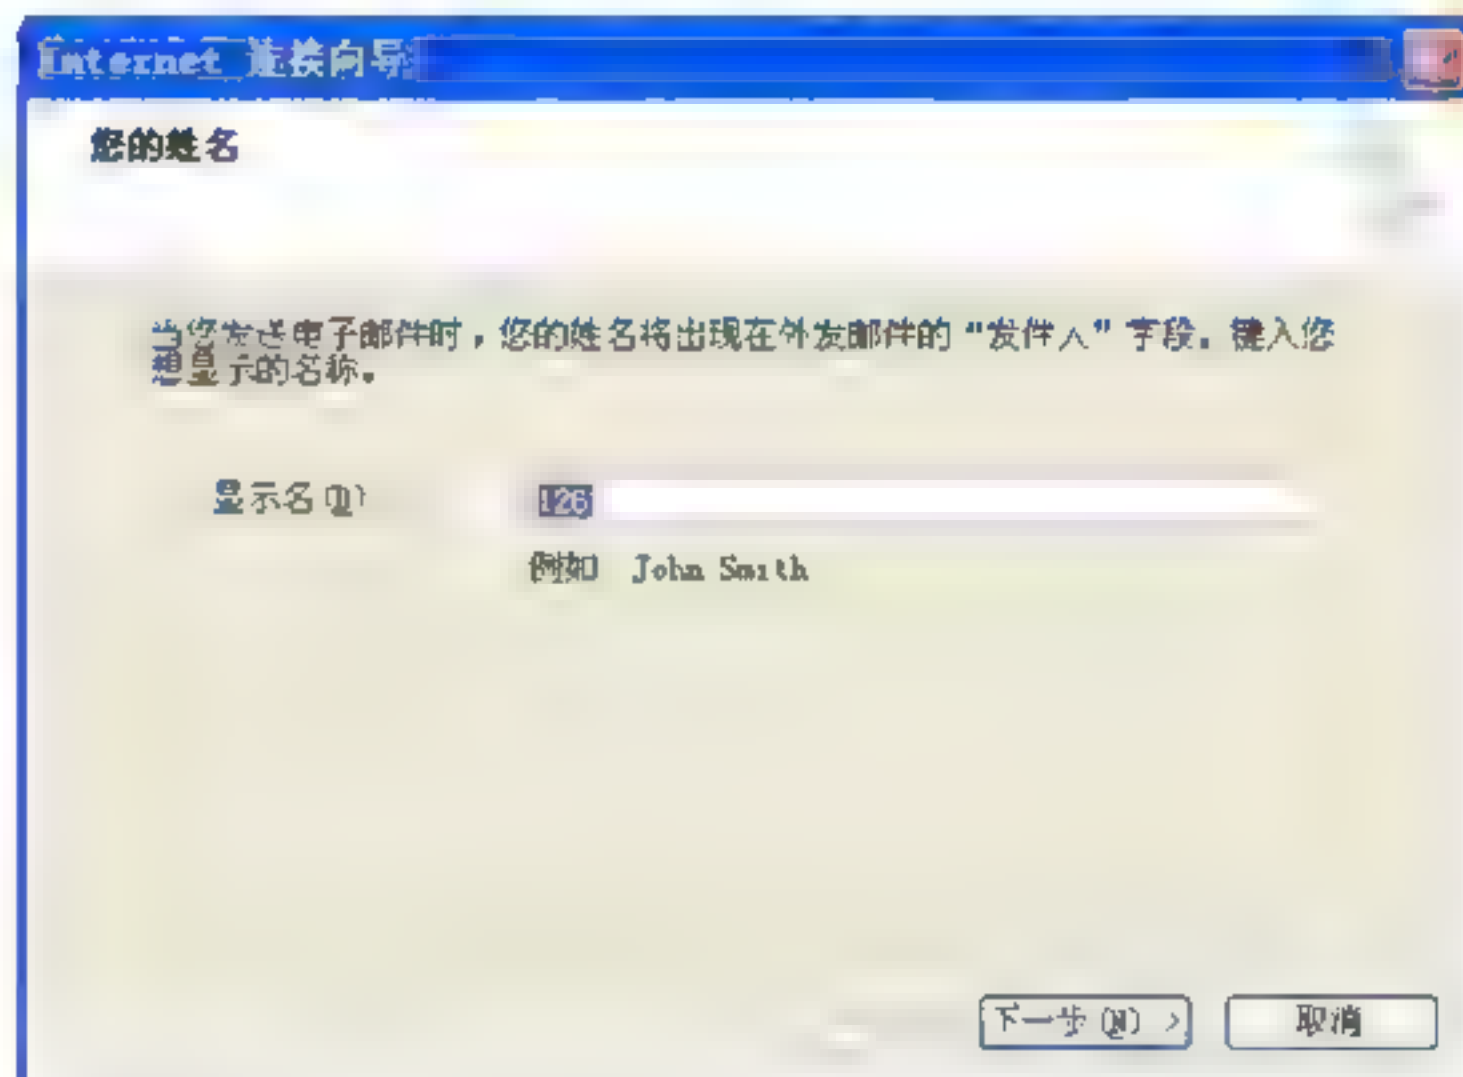 Internet 连接向导
您的姓名
当您发送电子邮件时，您的姓名将出现在外发邮件的“发件人”字段。键入您
想显示的名称。
显示名(D)
126
例如 John Smith
下一步(N) >
取消